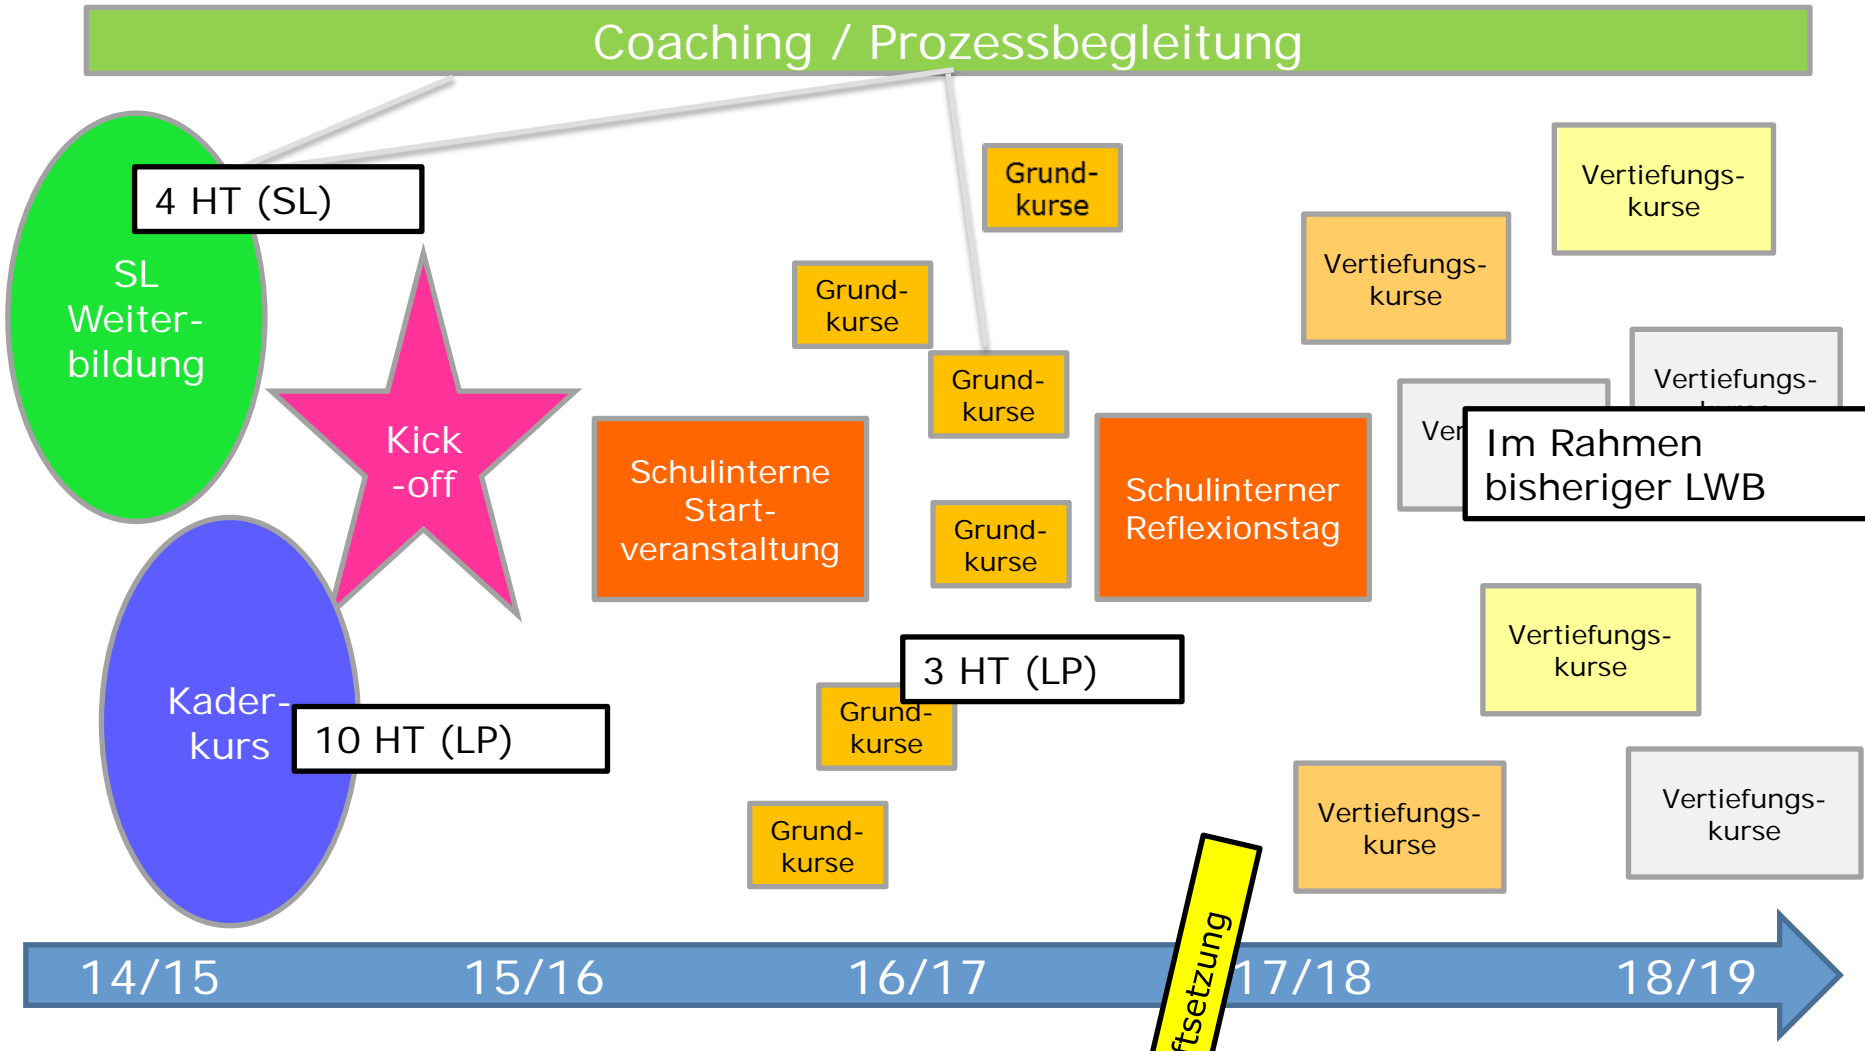 Coaching / Prozessbegleitung
4 HT (SL)
SL
Weiter-
bildung
Kick
-off
Kader-
kurs
10 HT (LP)
Schulinterne
Start-
veranstaltung
Grund-
kurse
Grund-
kurse
Grund-
kurse
Grund-
kurse
3 HT (LP)
Grund-
kurse
Grund-
kurse
Schulinterner
Reflexionstag
Vertiefungs-
kurse
Vertiefungs-
kurse
Vertiefungs-
Im Rahmen
bisheriger LWB
Vertiefungs-
kurse
Vertiefungs-
kurse
Vertiefungs-
kurse
14/15 15/16 16/17 17/18 18/19